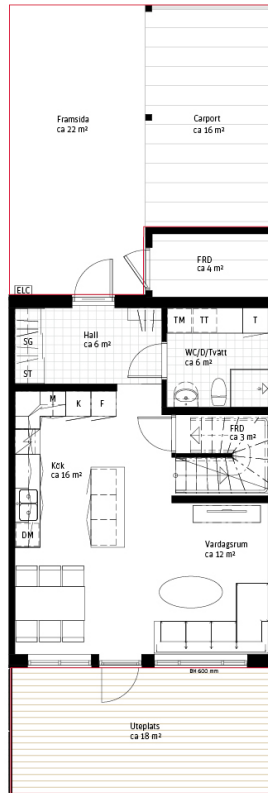 Framsida
ca 22 m²
Carport
ca 16 m²
FRD
ca 4 m²
ELC
Hall
ca 6 m²
SG
ST
TM
TT
T
WC/D/Tvätt
ca 6 m²
M
K
F
FRD
ca 3 m²
Kök
ca 16 m²
DM
Vardagsrum
ca 12 m²
BH 600 mm
Uteplats
ca 18 m²